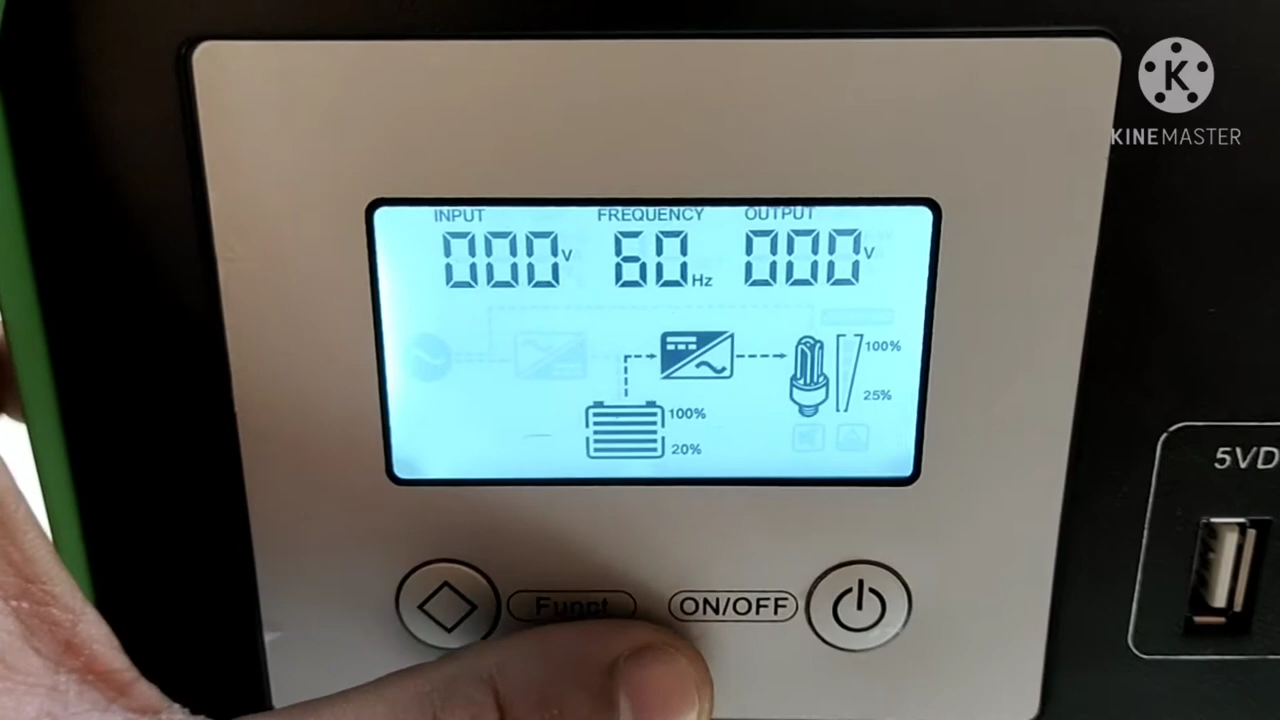 K
KINEMASTER
INPUT FREQUENCY OUTPUT
000V 60Hz 000V
100%
25%
100%
20%
5VD
Funct ON/OFF